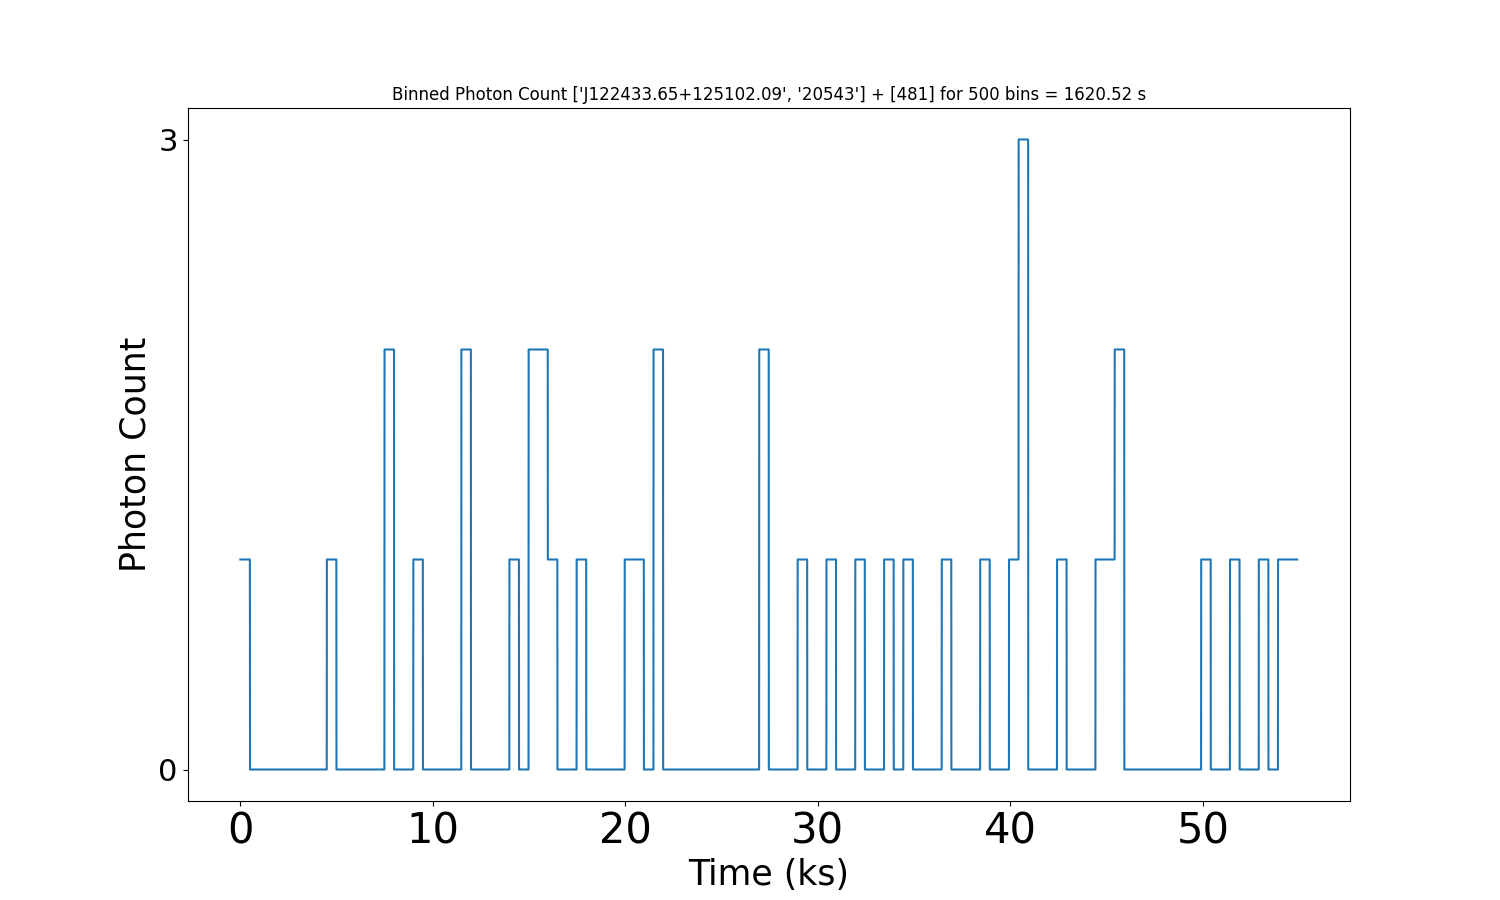 Binned Photon Count ['J122433.65+125102.09', '20543'] + [481] for 500 bins = 1620.52 s
3
Photon Count
0
0 10 20 30 40 50
Time (ks)